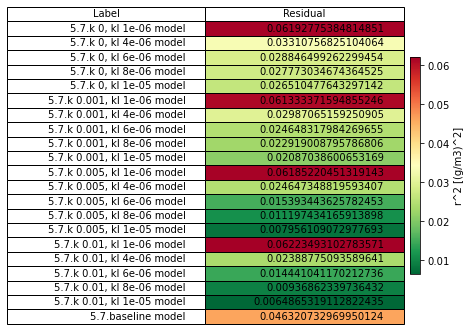 Label Residual
5.7.k 0, kl 1e-06 model 0.06192775384814851
5.7.k 0, kl 4e-06 model 0.03310756825104064
5.7.k 0, kl 6e-06 model 0.028846499262299454
5.7.k 0, kl 8e-06 model 0.027773034674364525
5.7.k 0, kl 1e-05 model 0.026510477643297142
5.7.k 0.001, kl 1e-06 model 0.061333371594855246
5.7.k 0.001, kl 4e-06 model 0.02987065159250905
5.7.k 0.001, kl 6e-06 model 0.024648317984269655
5.7.k 0.001, kl 8e-06 model 0.022919008795786806
5.7.k 0.001, kl 1e-05 model 0.02087038600653169
5.7.k 0.005, kl 1e-06 model 0.06185220451319143
5.7.k 0.005, kl 4e-06 model 0.024647348819593407
5.7.k 0.005, kl 6e-06 model 0.015393443625782453
5.7.k 0.005, kl 8e-06 model 0.011197434165913898
5.7.k 0.005, kl 1e-05 model 0.007956109072977693
5.7.k 0.01, kl 1e-06 model 0.06223493102783571
5.7.k 0.01, kl 4e-06 model 0.02388775093589641
5.7.k 0.01, kl 6e-06 model 0.014441041170212736
5.7.k 0.01, kl 8e-06 model 0.00936862339736432
5.7.k 0.01, kl 1e-05 model 0.0064865319112822435
5.7.baseline model 0.046320732969950124
0.06
0.05
0.04
0.03
0.02
0.01
r^2 [(g/m3)^2]